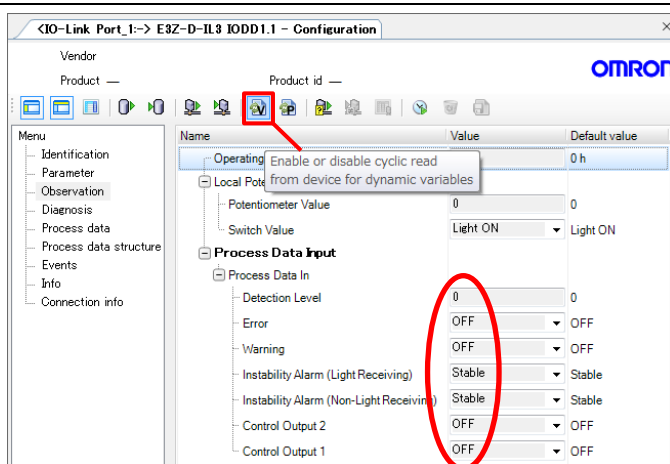 <IO-Link Port_1:-> E3Z-D-IL3 IODD1.1 - Configuration
Vendor
Product —
Product id —
OMRON
Menu
Identification
Parameter
Observation
Diagnosis
Process data
Process data structure
Events
Info
Connection info
Name Value Default value
Operating 0 h
Enable or disable cyclic read
from device for dynamic variables
Local Pote
Potentiometer Value 0 0
Switch Value Light ON Light ON
Process Data Input
Process Data In
Detection Level 0 0
Error OFF OFF
Warning OFF OFF
Instability Alarm (Light Receiving) Stable Stable
Instability Alarm (Non-Light Receiving) Stable Stable
Control Output 2 OFF OFF
Control Output 1 OFF OFF